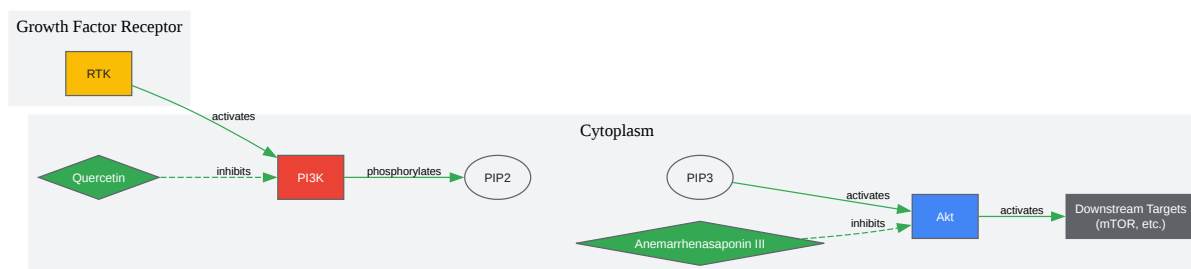 Growth Factor Receptor
RTK
activates
Cytoplasm
Quercetin
inhibits
PI3K
phosphorylates
PIP2
PIP3
activates
Anemarrhenasaponin III
inhibits
Akt
activates
Downstream Targets
(mTOR, etc.)